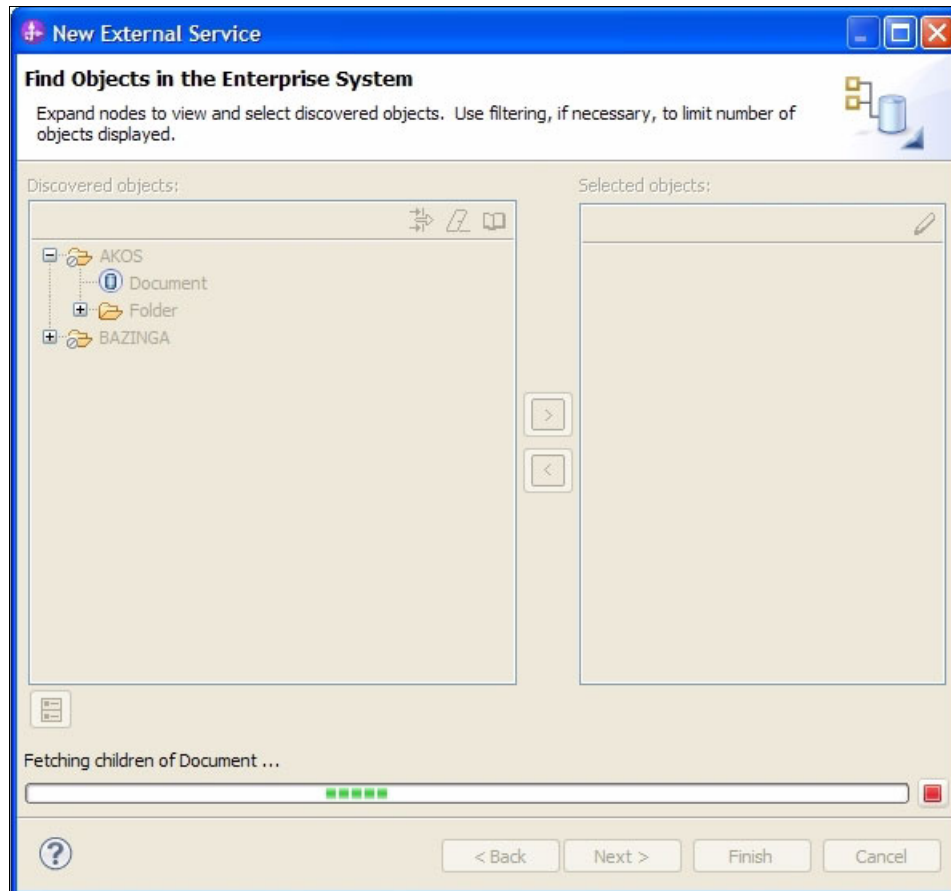 New External Service
Find Objects in the Enterprise System
Expand nodes to view and select discovered objects.  Use filtering, if necessary, to limit number of
objects displayed.
Discovered objects:
Selected objects:
AKOS
Document
Folder
BAZINGA
>
<
Fetching children of Document ...
?
< Back
Next >
Finish
Cancel